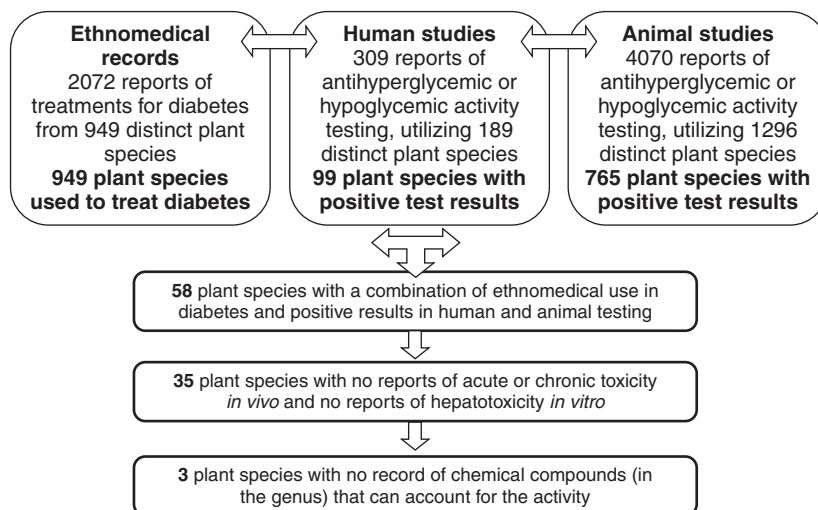 Ethnomedical
records
2072 reports of
treatments for diabetes
from 949 distinct plant
species
949 plant species
used to treat diabetes
Human studies
309 reports of
antihyperglycemic or
hypoglycemic activity
testing, utilizing 189
distinct plant species
99 plant species with
positive test results
Animal studies
4070 reports of
antihyperglycemic or
hypoglycemic activity
testing, utilizing 1296
distinct plant species
765 plant species with
positive test results
58 plant species with a combination of ethnomedical use in
diabetes and positive results in human and animal testing
35 plant species with no reports of acute or chronic toxicity
in vivo and no reports of hepatotoxicity in vitro
3 plant species with no record of chemical compounds (in
the genus) that can account for the activity